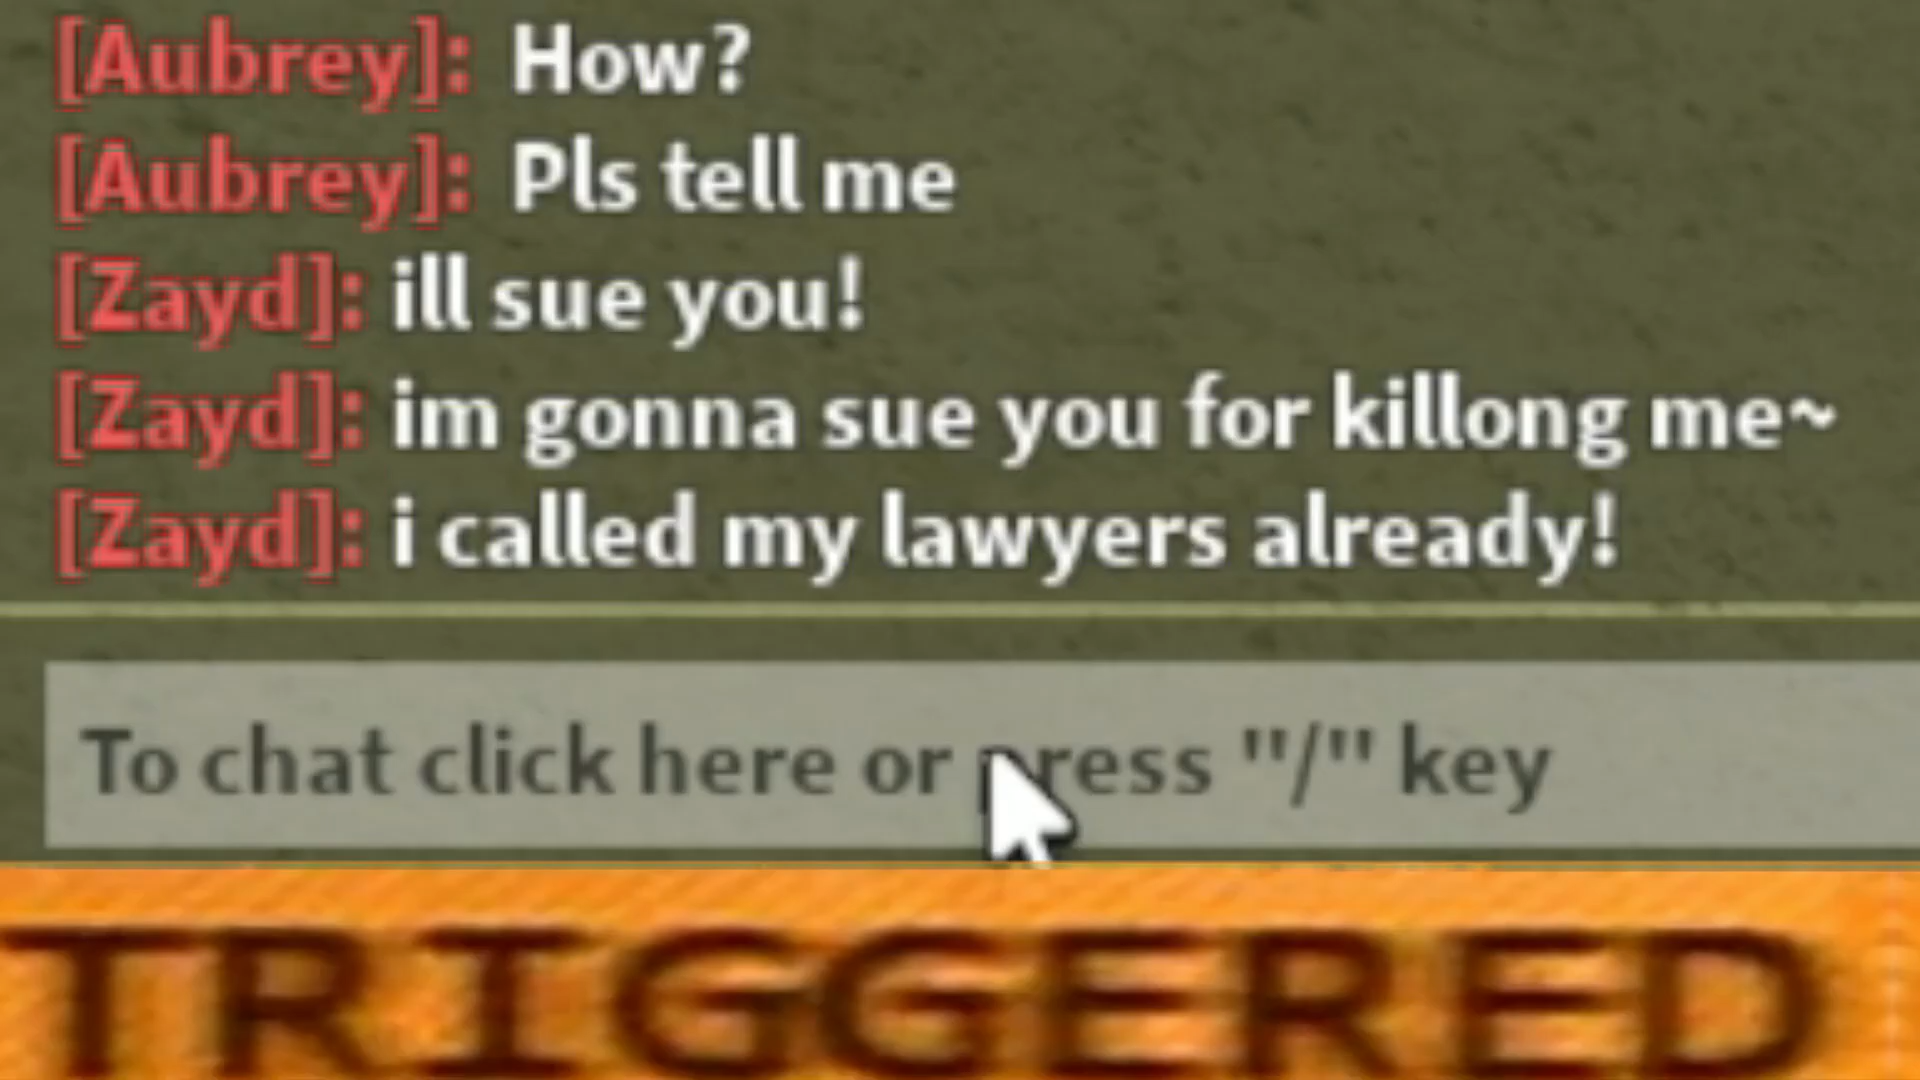 [Aubrey]: How?
[Aubrey]: Pls tell me
[Zayd]: ill sue you!
[Zayd]: im gonna sue you for killong me~
[Zayd]: i called my lawyers already!
To chat click here or press "/" key
TRIGGERED